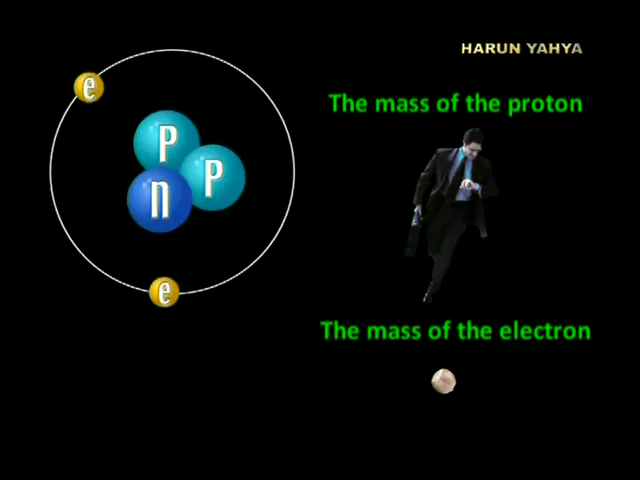 HARUN YAHYA
e
The mass of the proton
P
P
n
e
The mass of the electron